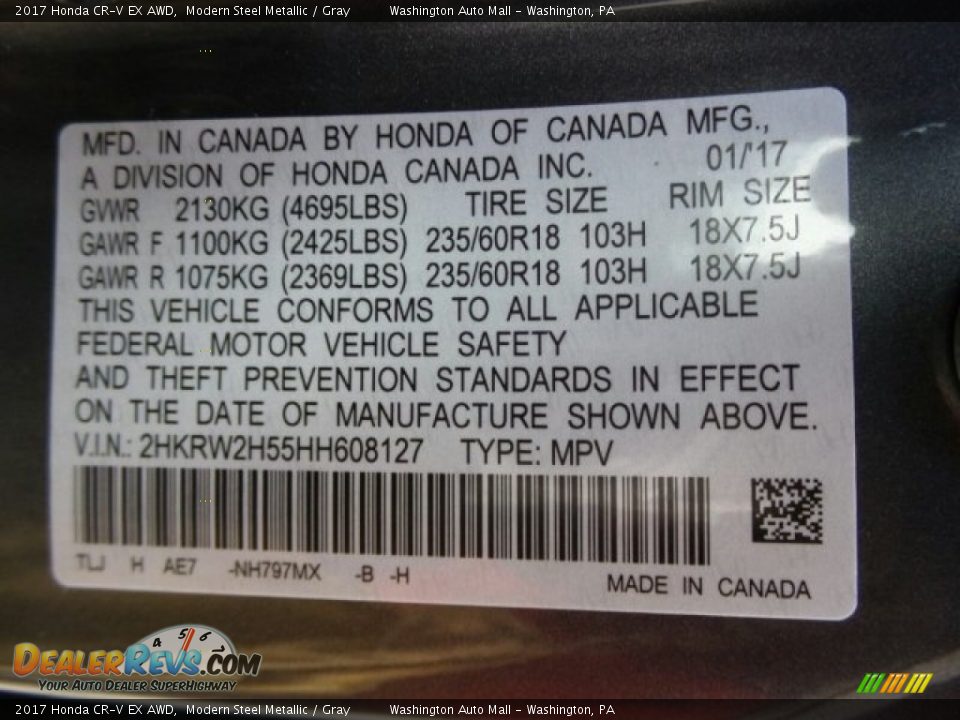 2017 Honda CR-V EX AWD, Modern Steel Metallic / Gray Washington Auto Mall - Washington, PA
MFD. IN CANADA BY HONDA OF CANADA MFG.,
A DIVISION OF HONDA CANADA INC. 01/'17
GVWR 2130KG (4695LBS) TIRE SIZE RIM SIZE
GAWR F 1100KG (2425LBS) 235/60R18 103H 18X7.5J
GAWR R 1075KG (2369LBS) 235/60R18 103H 18X7.5J
THIS VEHICLE CONFORMS TO ALL APPLICABLE
FEDERAL MOTOR VEHICLE SAFETY
AND THEFT PREVENTION STANDARDS IN EFFECT
ON THE DATE OF MANUFACTURE SHOWN ABOVE.
V.I.N.: 2HKRW2H55HH608127 TYPE: MPV
TLJ H AE7 -NH797MX -B -H
MADE IN CANADA
4 5 6
DEALERREVS.COM
YOUR AUTO DEALER SUPERHIGHWAY
2017 Honda CR-V EX AWD, Modern Steel Metallic / Gray Washington Auto Mall - Washington, PA